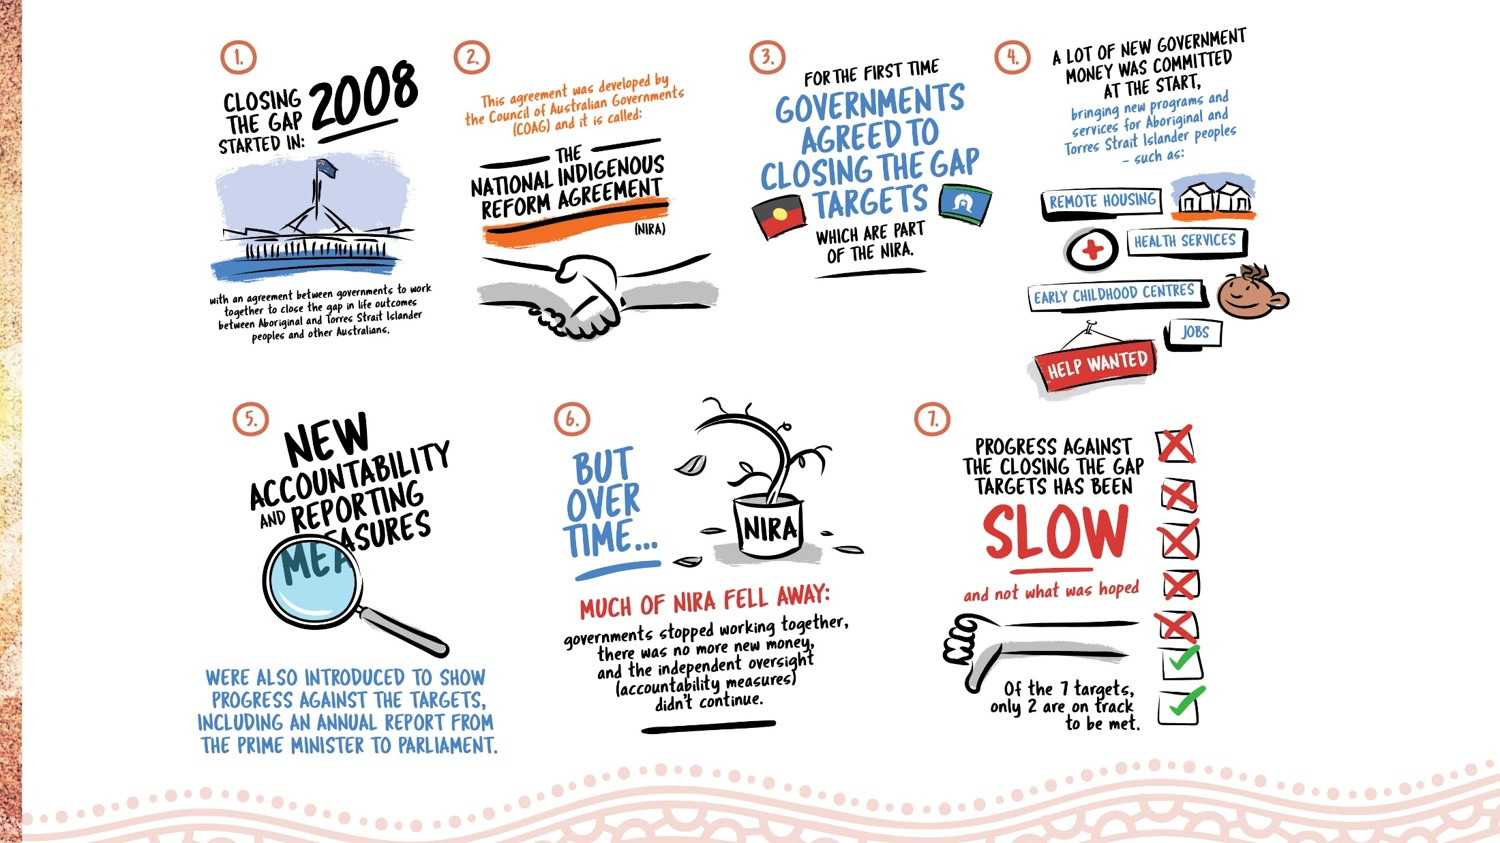 1.
CLOSING
THE GAP
STARTED IN:
2008
with an agreement between governments to work
together to close the gap in life outcomes
between Aboriginal and Torres Strait Islander
peoples and other Australians.
2.
This agreement was developed by
the Council of Australian Governments
(COAG) and it is called:
THE
NATIONAL INDIGENOUS
REFORM AGREEMENT
(NIRA)
3.
FOR THE FIRST TIME
GOVERNMENTS
AGREED TO
CLOSING THE GAP
TARGETS
WHICH ARE PART
OF THE NIRA.
4.
A LOT OF NEW GOVERNMENT
MONEY WAS COMMITTED
AT THE START,
bringing new programs and
services for Aboriginal and
Torres Strait Islander peoples
– such as:
REMOTE HOUSING
HEALTH SERVICES
EARLY CHILDHOOD CENTRES
JOBS
HELP WANTED
5.
NEW
ACCOUNTABILITY
AND REPORTING
MEASURES
WERE ALSO INTRODUCED TO SHOW
PROGRESS AGAINST THE TARGETS,
INCLUDING AN ANNUAL REPORT FROM
THE PRIME MINISTER TO PARLIAMENT.
6.
BUT
OVER
TIME...
NIRA
MUCH OF NIRA FELL AWAY:
governments stopped working together,
there was no more new money,
and the independent oversight
(accountability measures)
didn't continue.
7.
PROGRESS AGAINST
THE CLOSING THE GAP
TARGETS HAS BEEN
SLOW
and not what was hoped
Of the 7 targets,
only 2 are on track
to be met.